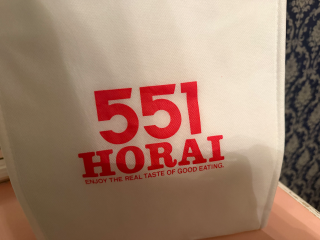 551
HORAI
ENJOY THE REAL TASTE OF GOOD EATING.